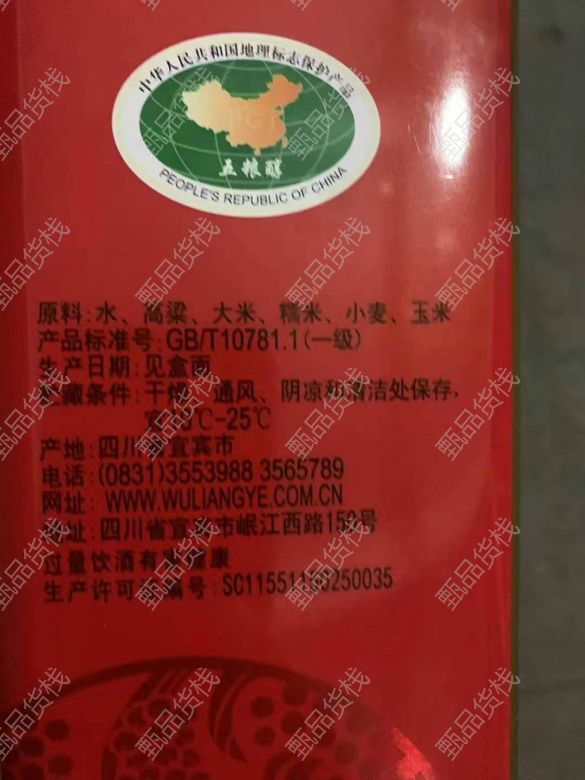 中华人民共和国地理标志保护产品
PGI
五粮醇
PEOPLE'S REPUBLIC OF CHINA
原料:水、高粱、大米、糯米、小麦、玉米
产品标准号:GB/T10781.1(一级)
生产日期:见盒面
贮藏条件:干燥、通风、阴凉和清洁处保存,
℃-25℃
产地:四川省宜宾市
电话:(0831)3553988 3565789
网址: WWW.WULIANGYE.COM.CN
地址:四川省宜宾市岷江西路150号
过量饮酒有害健康
生产许可证编号:SC11551150250035
甄品货栈